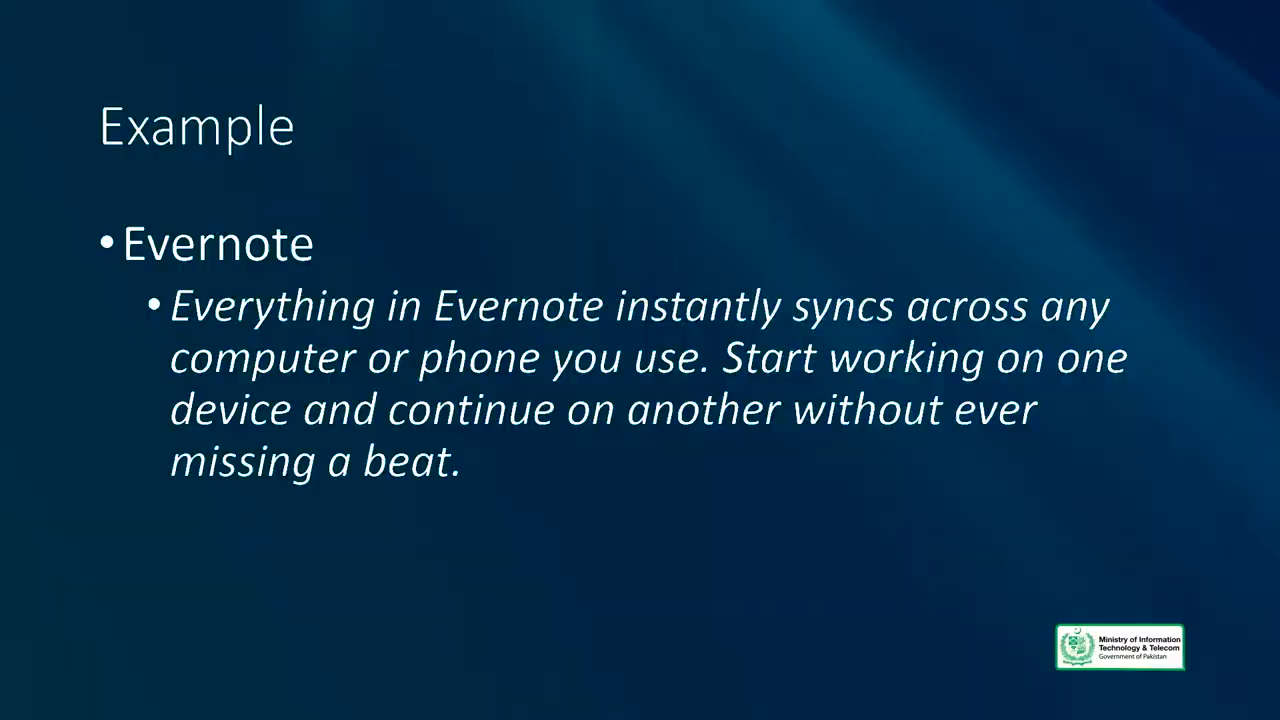 Example
•Evernote
•Everything in Evernote instantly syncs across any
computer or phone you use. Start working on one
device and continue on another without ever
missing a beat.
Ministry of Information
Technology & Telecom
Government of Pakistan